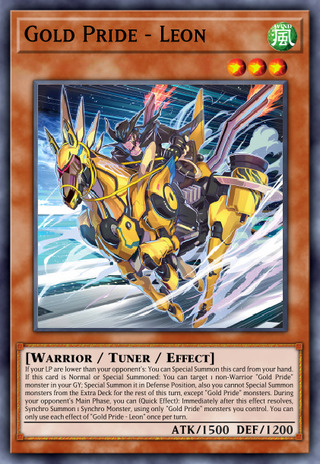 Gold Pride - Leon
WIND
風
[Warrior / Tuner / Effect]
If your LP are lower than your opponent's: You can Special Summon this card from your hand.
If this card is Normal or Special Summoned: You can target 1 non-Warrior "Gold Pride"
monster in your GY; Special Summon it in Defense Position, also you cannot Special Summon
monsters from the Extra Deck for the rest of this turn, except "Gold Pride" monsters. During
your opponent's Main Phase, you can (Quick Effect): Immediately after this effect resolves,
Synchro Summon 1 Synchro Monster, using only "Gold Pride" monsters you control. You can
only use each effect of "Gold Pride - Leon" once per turn.
ATK/1500 DEF/1200